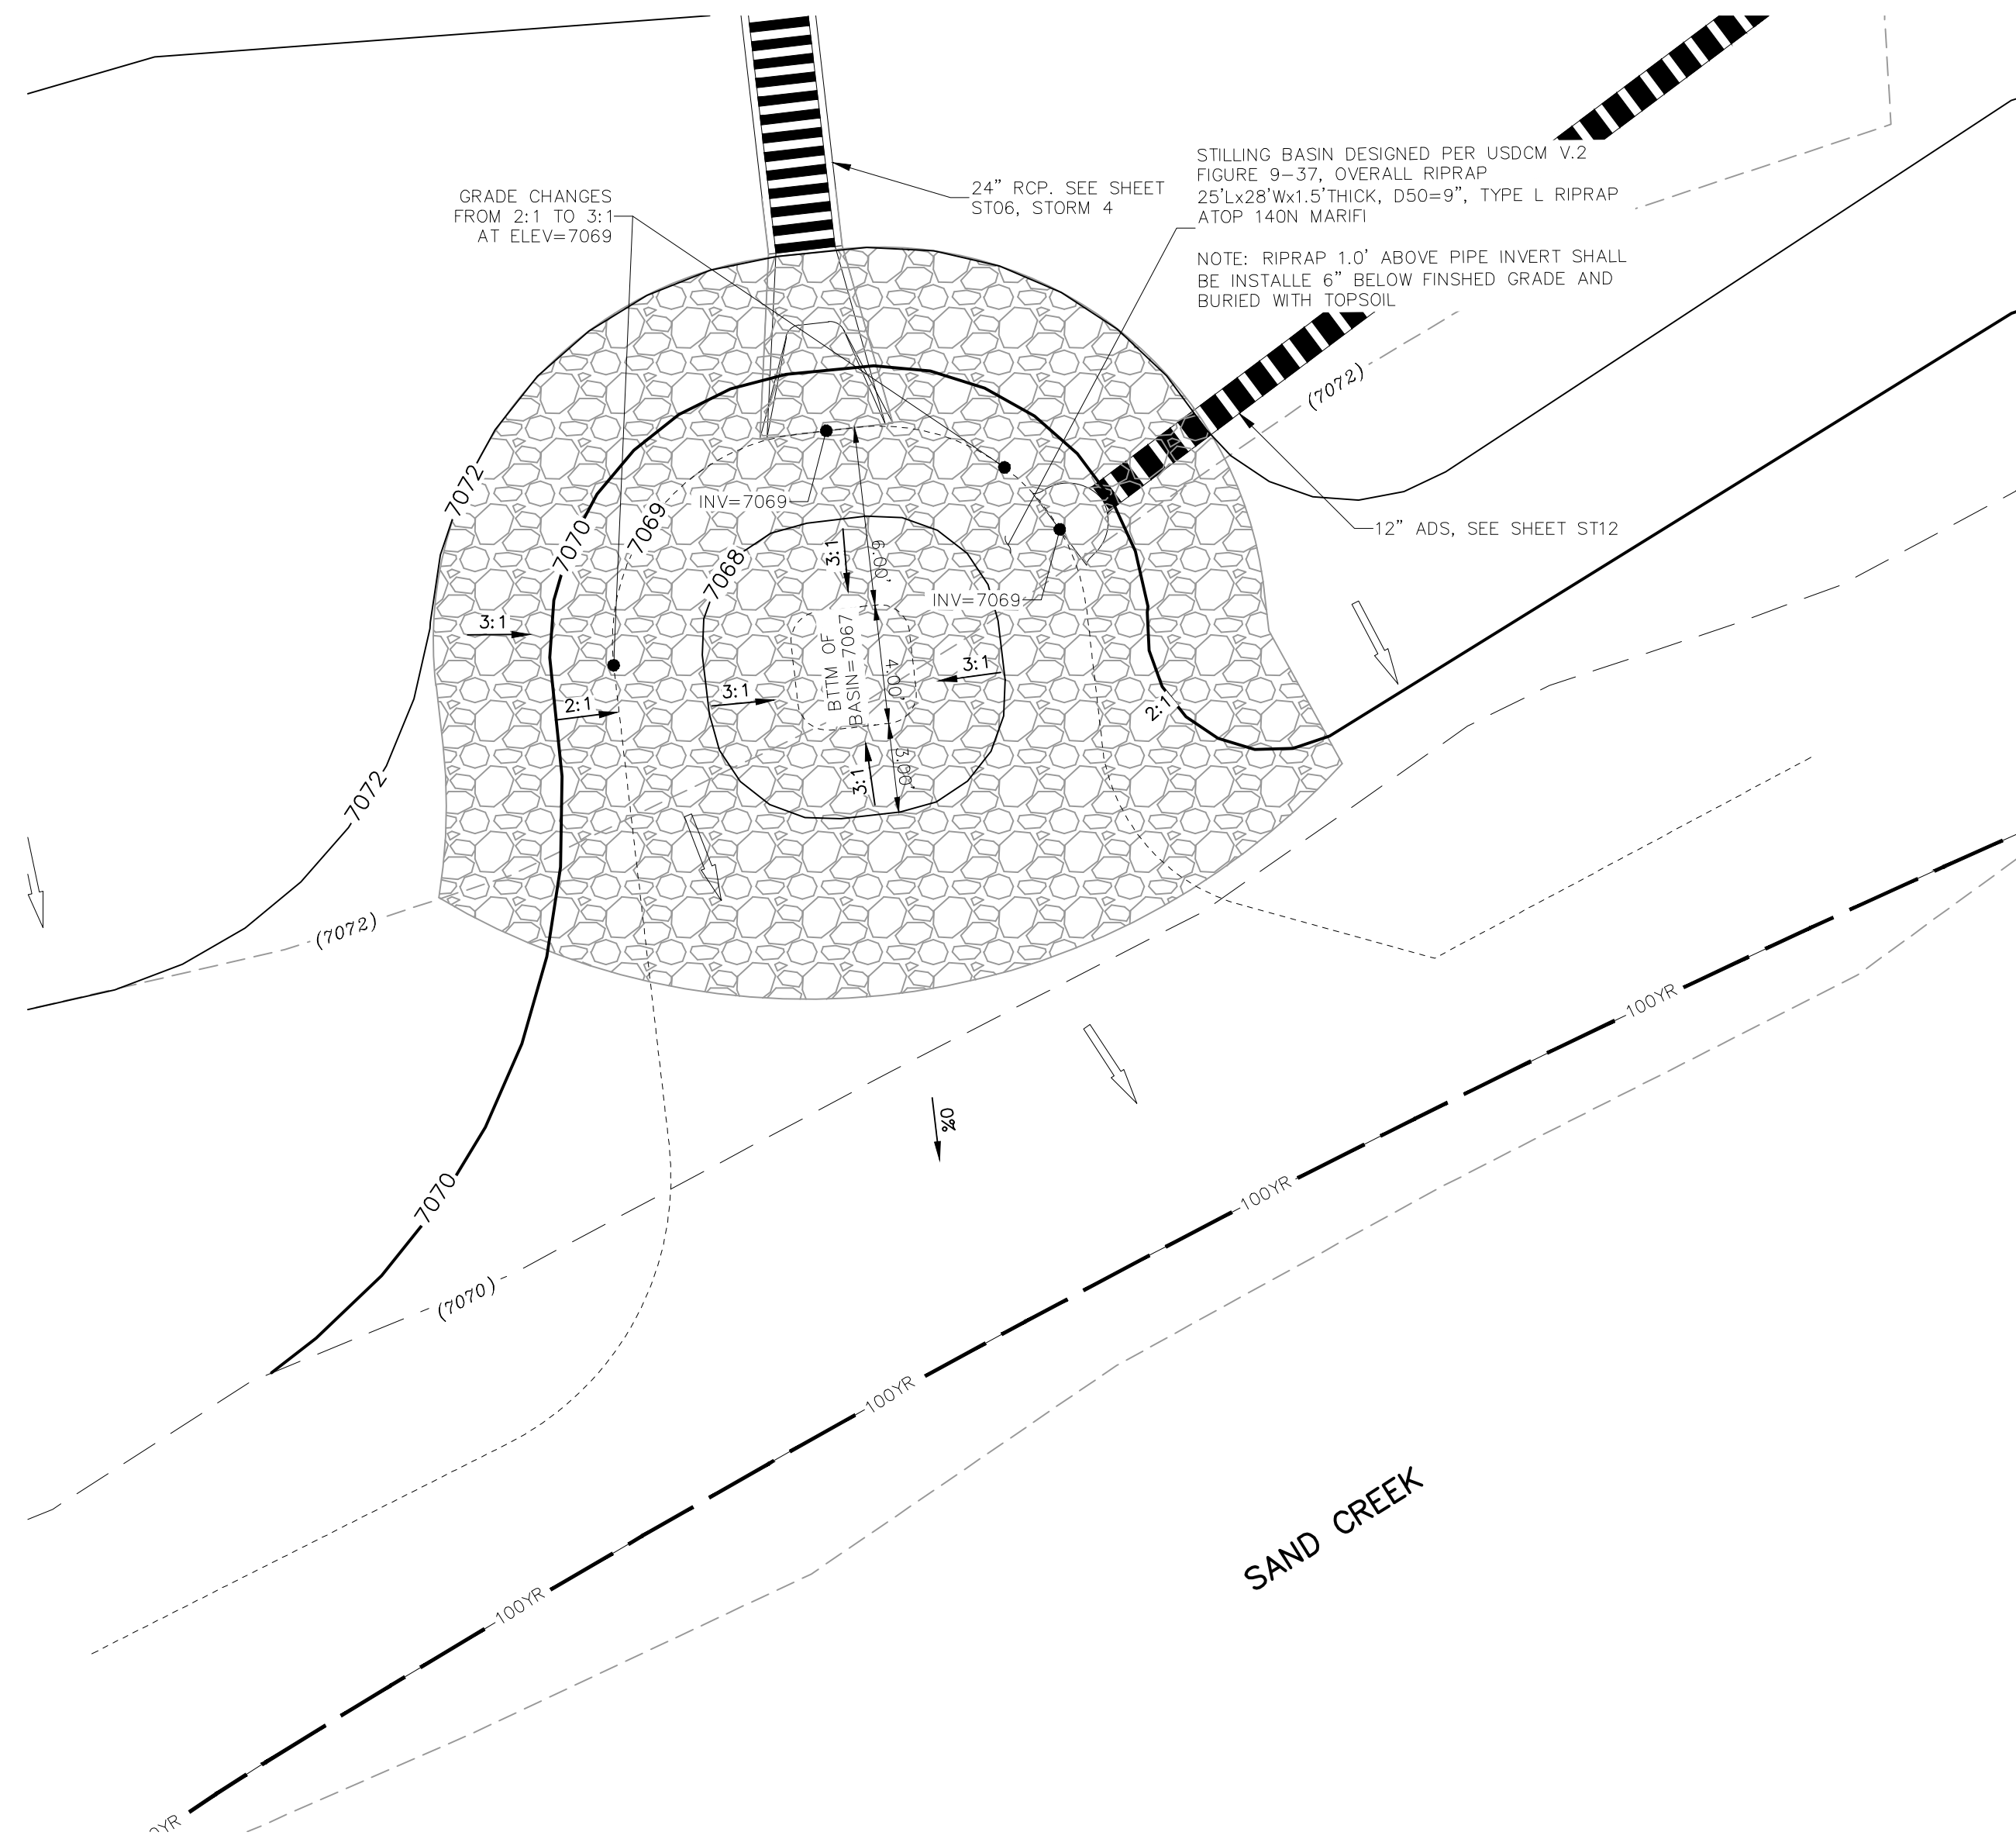 GRADE CHANGES
FROM 2:1 TO 3:1
AT ELEV=7069
24" RCP. SEE SHEET
ST06, STORM 4
STILLING BASIN DESIGNED PER USDCM V.2
FIGURE 9-37, OVERALL RIPRAP
25'Lx28'Wx1.5'THICK, D50=9", TYPE L RIPRAP
ATOP 140N MARIFI
NOTE: RIPRAP 1.0' ABOVE PIPE INVERT SHALL
BE INSTALLE 6" BELOW FINSHED GRADE AND
BURIED WITH TOPSOIL
(7072)
7072
7070
7069
INV=7069
7068
3:1
6.00'
12" ADS, SEE SHEET ST12
INV=7069
3:1
BTTM OF
BASIN=7067
4.00'
3:1
3:1
2:1
2:1
3:1
3.00'
7072
(7072)
100YR
0%
7070
100YR
(7070)
100YR
SAND CREEK
100YR
0YR